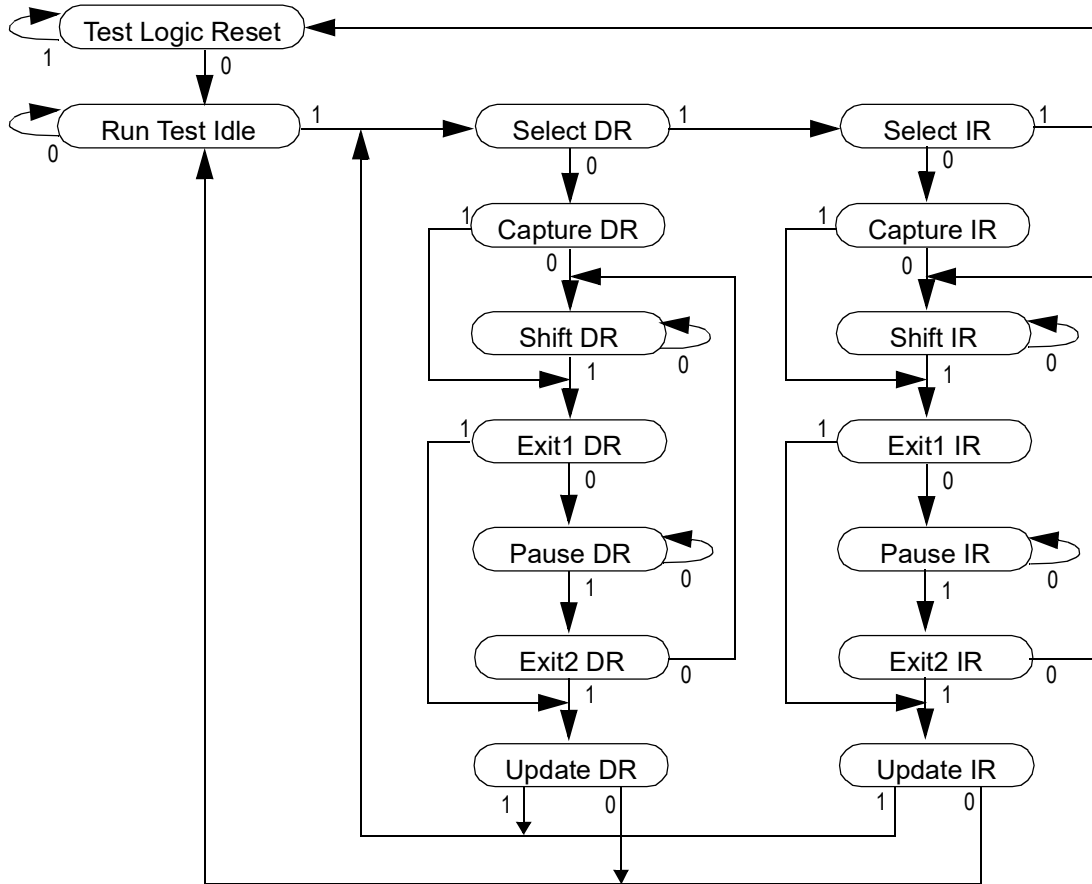 Test Logic Reset
1
0
Run Test Idle
1
Select DR
1
Select IR
1
0
0
0
1
Capture DR
1
Capture IR
0
0
Shift DR
Shift IR
0
0
1
1
1
Exit1 DR
1
Exit1 IR
0
0
Pause DR
Pause IR
0
0
1
1
Exit2 DR
Exit2 IR
0
0
1
1
Update DR
Update IR
1
0
1
0